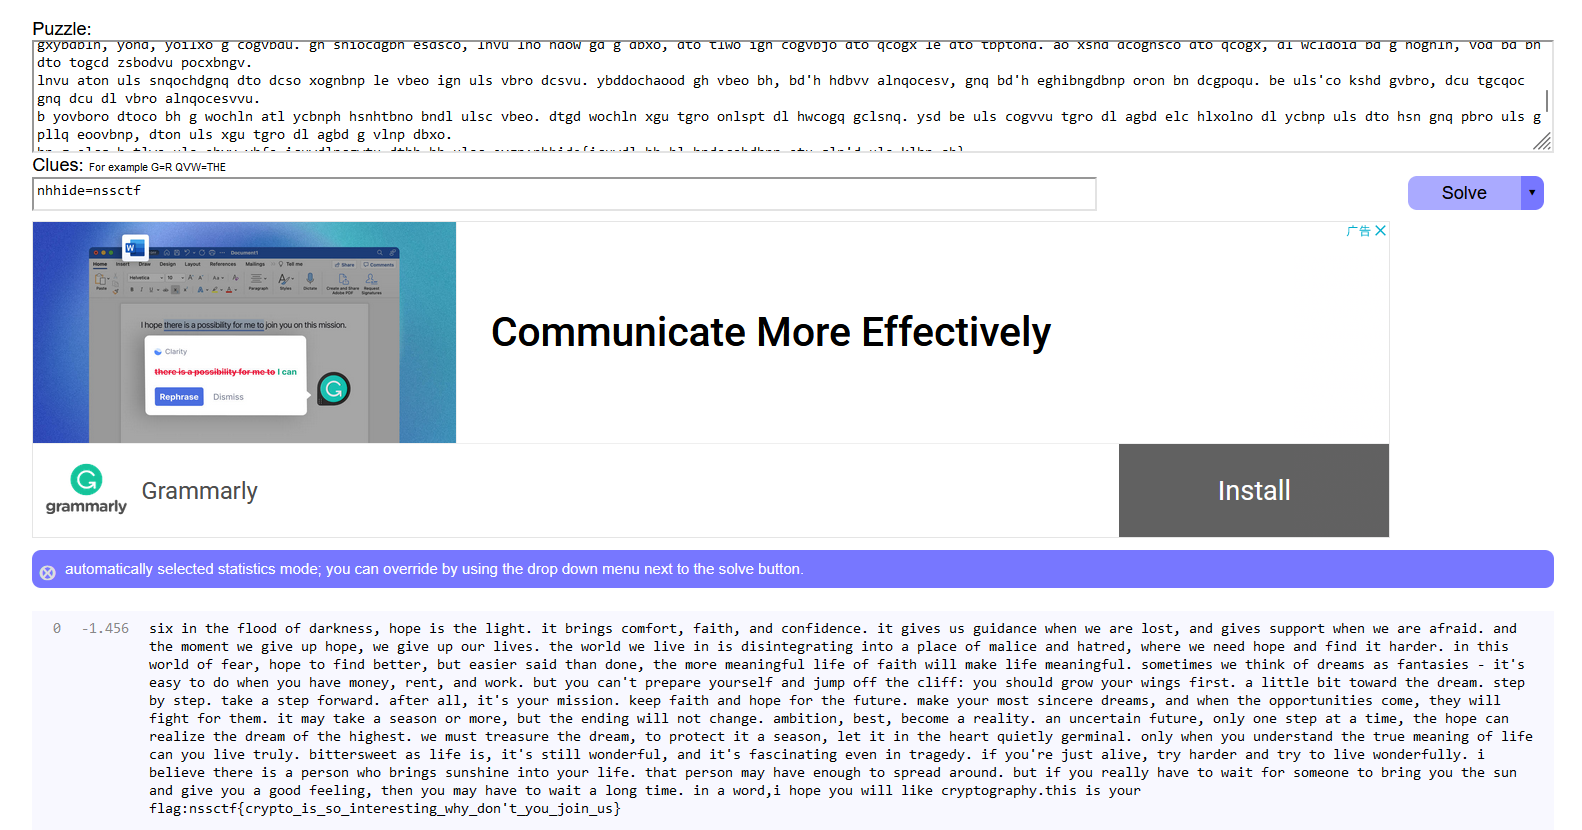 Puzzle:
gxybdbln, yond, yoilxo g cogvbdu. gn sniocdgbn esdsco, lnvu lno ndow gd g dbxo, dto tlwo ign cogvbjo dto qcogx le dto tbptond. ao xsnd dcognsco dto qcogx, dl wcldoid bd g nognln, vod bd bn
dto togcd zsbodvu pocxbngv.
lnvu aton uls snqochdgnq dto dcso xognbnp le vbeo ign uls vbro dcsvu. ybddochaood gh vbeo bh, bd'h hdbvv alnqocesv, gnq bd'h eghibngdbnp oron bn dcgpoqu. be uls'co kshd gvbro, dcu tgcqoc
gnq dcu dl vbro alnqocesvvu.
b yovboro dtoco bh g wochln atl ycbnph hsnhtbno bndl ulsc vbeo. dtgd wochln xgu tgro onlspt dl hwcogq gclsnq. ysd be uls cogvvu tgro dl agbd elc hlxolno dl ycbnp uls dto hsn gnq pbro uls g
pllq eoovbnp, dton uls xgu tgro dl agbd g vlnp dbxo.
Clues: For example G=R QVW=THE
nhhide=nssctf
Solve
广告
Document1
Home Insert Draw Design Layout References Mailings Tell me Share Comments
Paste Helvetica Paragraph Styles Dictate Create and Share Adobe PDF Request Signatures
I hope there is a possibility for me to join you on this mission.
Clarity
there is a possibility for me to I can
Rephrase Dismiss
Communicate More Effectively
grammarly
Grammarly
Install
automatically selected statistics mode; you can override by using the drop down menu next to the solve button.
0 -1.456 six in the flood of darkness, hope is the light. it brings comfort, faith, and confidence. it gives us guidance when we are lost, and gives support when we are afraid. and
the moment we give up hope, we give up our lives. the world we live in is disintegrating into a place of malice and hatred, where we need hope and find it harder. in this
world of fear, hope to find better, but easier said than done, the more meaningful life of faith will make life meaningful. sometimes we think of dreams as fantasies - it's
easy to do when you have money, rent, and work. but you can't prepare yourself and jump off the cliff: you should grow your wings first. a little bit toward the dream. step
by step. take a step forward. after all, it's your mission. keep faith and hope for the future. make your most sincere dreams, and when the opportunities come, they will
fight for them. it may take a season or more, but the ending will not change. ambition, best, become a reality. an uncertain future, only one step at a time, the hope can
realize the dream of the highest. we must treasure the dream, to protect it a season, let it in the heart quietly germinal. only when you understand the true meaning of life
can you live truly. bittersweet as life is, it's still wonderful, and it's fascinating even in tragedy. if you're just alive, try harder and try to live wonderfully. i
believe there is a person who brings sunshine into your life. that person may have enough to spread around. but if you really have to wait for someone to bring you the sun
and give you a good feeling, then you may have to wait a long time. in a word,i hope you will like cryptography.this is your
flag:nssctf{crypto_is_so_interesting_why_don't_you_join_us}